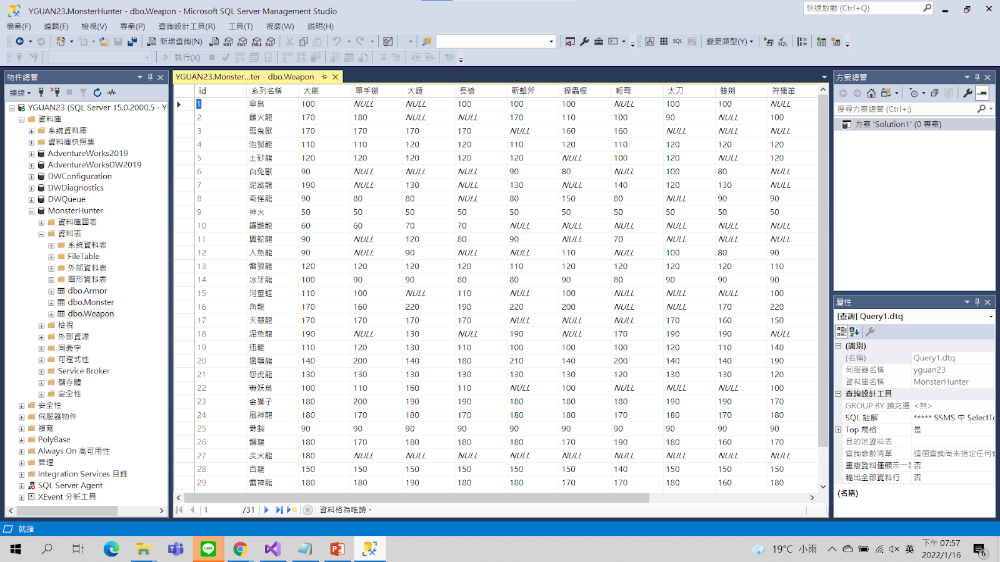 YGUAN23.MonsterHunter - dbo.Weapon - Microsoft SQL Server Management Studio
快速啟動 (Ctrl+Q)
檔案(F) 編輯(E) 檢視(V) 專案(P) 查詢設計工具(R) 工具(T) 視窗(W) 說明(H)
新增查詢(N) MDX DMX XMLA DAX SQL 變更類型(Y) SQL
執行(X)
物件總管
連線
YGUAN23 (SQL Server 15.0.2000.5 - Y
資料庫
系統資料庫
資料庫快照集
AdventureWorks2019
AdventureWorksDW2019
DWConfiguration
DWDiagnostics
DWQueue
MonsterHunter
資料庫圖表
資料表
系統資料表
FileTable
外部資料表
圖形資料表
dbo.Armor
dbo.Monster
dbo.Weapon
檢視
外部資源
同義字
可程式性
Service Broker
儲存體
安全性
安全性
伺服器物件
複寫
PolyBase
Always On 高可用性
管理
Integration Services 目錄
SQL Server Agent
XEvent 分析工具
YGUAN23.Monster...ter - dbo.Weapon
id 系列名稱 大劍 單手劍 大錘 長槍 斬擊斧 操蟲棍 輕弩 太刀 雙劍 狩獵笛
1 傘鳥 100 100 NULL 100 100 100 NULL 100 100 NULL
2 雌火龍 170 180 NULL NULL 170 110 100 90 NULL 100
3 雪鬼獸 170 170 170 170 NULL 160 160 NULL NULL NULL
4 泡狐龍 110 110 120 120 110 120 110 120 120 120
5 土砂龍 120 120 120 120 120 NULL 100 120 NULL 120
6 白兔獸 90 NULL NULL NULL 90 80 NULL 100 80 NULL
7 泥翁龍 190 NULL 130 NULL 130 NULL 140 120 130 NULL
8 奇怪龍 90 80 80 NULL 80 150 80 NULL 90 90
9 神火 50 50 50 50 50 50 50 50 50 50
10 鐮鼬龍 60 60 70 70 NULL NULL NULL NULL NULL NULL
11 翼蛇龍 90 NULL 120 80 90 NULL 70 NULL NULL NULL
12 人魚龍 90 NULL 90 NULL NULL 110 NULL 100 80 90
13 雷狼龍 120 120 120 120 110 120 120 120 120 110
14 冰牙龍 100 90 90 80 80 90 80 90 90 90
15 河童蛙 110 100 NULL 110 NULL 100 NULL NULL NULL 100
16 角龍 170 160 220 190 220 200 NULL NULL 170 220
17 天慧龍 170 170 170 170 NULL NULL NULL 170 160 150
18 泥魚龍 190 NULL 130 NULL 190 NULL 170 190 190 NULL
19 迅龍 110 120 130 110 100 100 100 120 110 140
20 蠻顎龍 140 200 140 180 210 140 200 140 140 190
21 怨虎龍 130 130 130 130 130 130 120 130 130 120
22 毒妖鳥 100 110 160 110 NULL 100 NULL NULL NULL 100
23 金獅子 180 200 190 190 180 180 180 190 190 170
24 風神龍 180 170 180 170 180 180 170 180 170 180
25 骨製 90 90 90 90 90 90 90 90 90 90
26 鋼龍 180 170 180 180 180 170 190 180 160 170
27 炎火龍 180 NULL NULL NULL NULL NULL NULL NULL NULL NULL
28 百龍 150 150 150 150 150 150 140 150 150 150
29 雷神龍 180 180 190 180 180 170 170 180 160 180
1 /31 資料格為唯讀。
方案總管
搜尋方案總管 (Ctrl+;)
方案 'Solution1' (0 專案)
屬性
[查詢] Query1.dtq
(識別)
(名稱) Query1.dtq
伺服器名稱 yguan23
資料庫名稱 MonsterHunter
查詢設計工具
GROUP BY 擴充選 <無>
SQL 註解 ***** SSMS 中 SelectTo
Top 規格 是
目的地資料表
查詢參數清單 這個查詢尚未指定任何
重複資料僅顯示一 否
輸出全部資料行 否
(名稱)
就緒
LINE
19°C 小雨 英 下午 07:57
2022/1/16
6